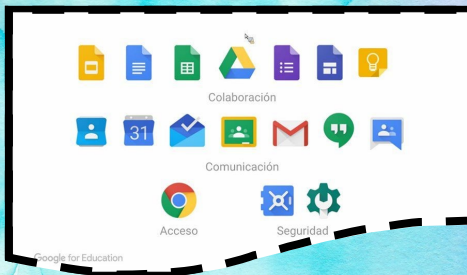 Colaboración
31
Comunicación
Acceso Seguridad
Google for Education